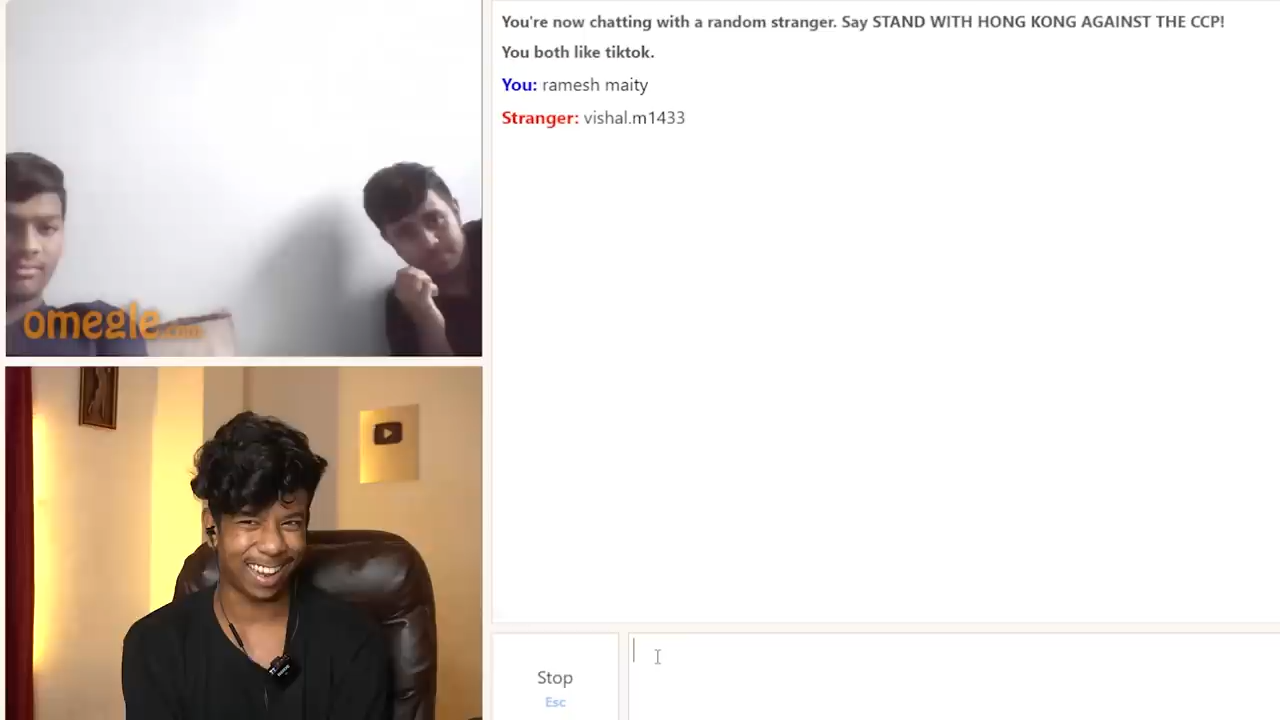 You're now chatting with a random stranger. Say STAND WITH HONG KONG AGAINST THE CCP!
You both like tiktok.
You: ramesh maity
Stranger: vishal.m1433
omegle.com
Stop
Esc